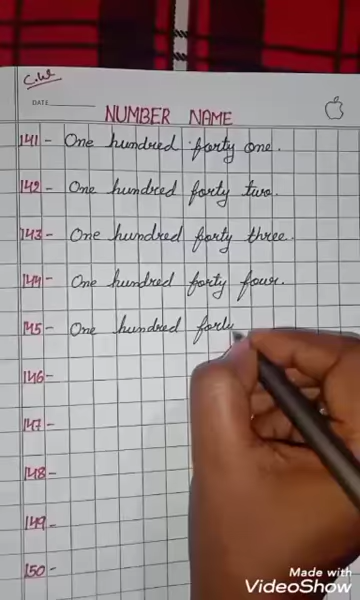 C.W
DATE
NUMBER NAME
141 - One hundred forty one.
142 - One hundred forty two.
143 - One hundred forty three.
144 - One hundred forty four.
145 - One hundred forty
146 -
147 -
148 -
149 -
150 -
Made with
VideoShow